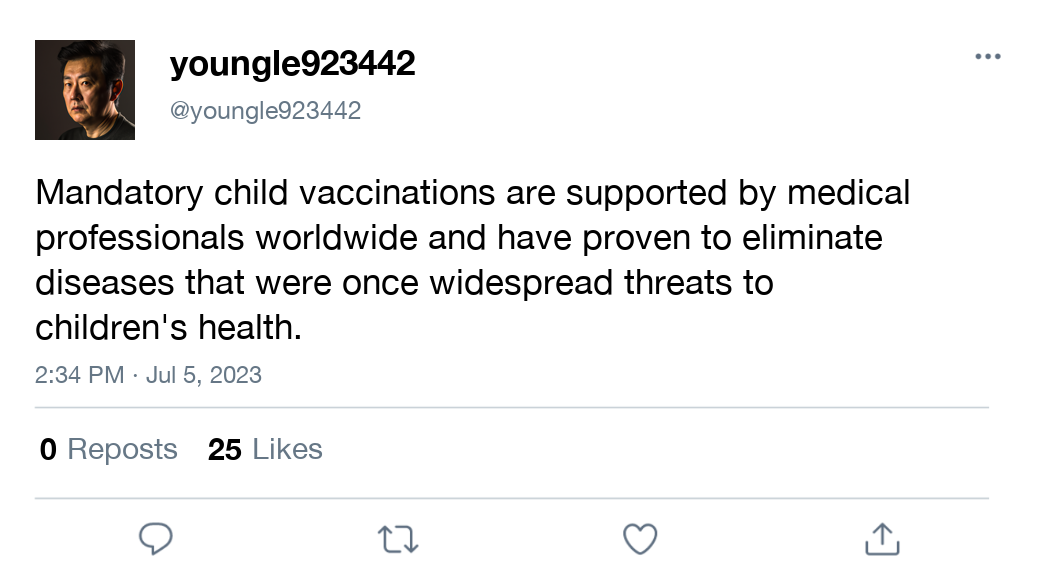 youngle923442
@youngle923442
Mandatory child vaccinations are supported by medical
professionals worldwide and have proven to eliminate
diseases that were once widespread threats to
children's health.
2:34 PM · Jul 5, 2023
0 Reposts 25 Likes